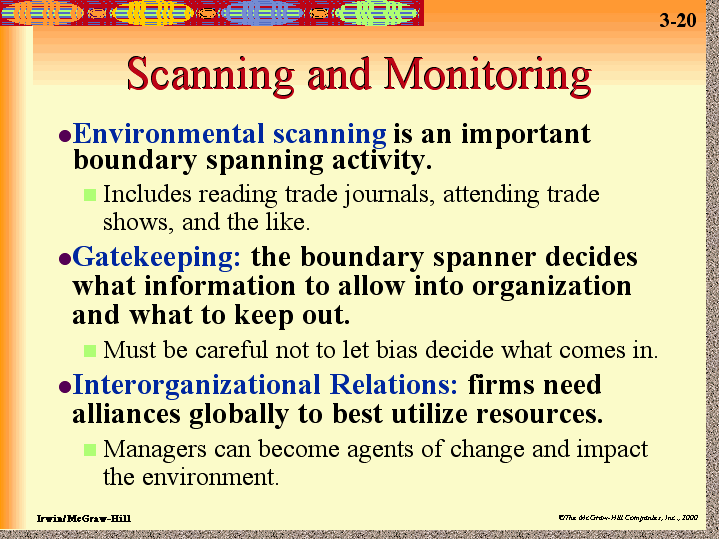 3-20
Scanning and Monitoring
Environmental scanning is an important
boundary spanning activity.
Includes reading trade journals, attending trade
shows, and the like.
Gatekeeping: the boundary spanner decides
what information to allow into organization
and what to keep out.
Must be careful not to let bias decide what comes in.
Interorganizational Relations: firms need
alliances globally to best utilize resources.
Managers can become agents of change and impact
the environment.
Irwin/McGraw-Hill
©The McGraw-Hill Companies, Inc., 2000